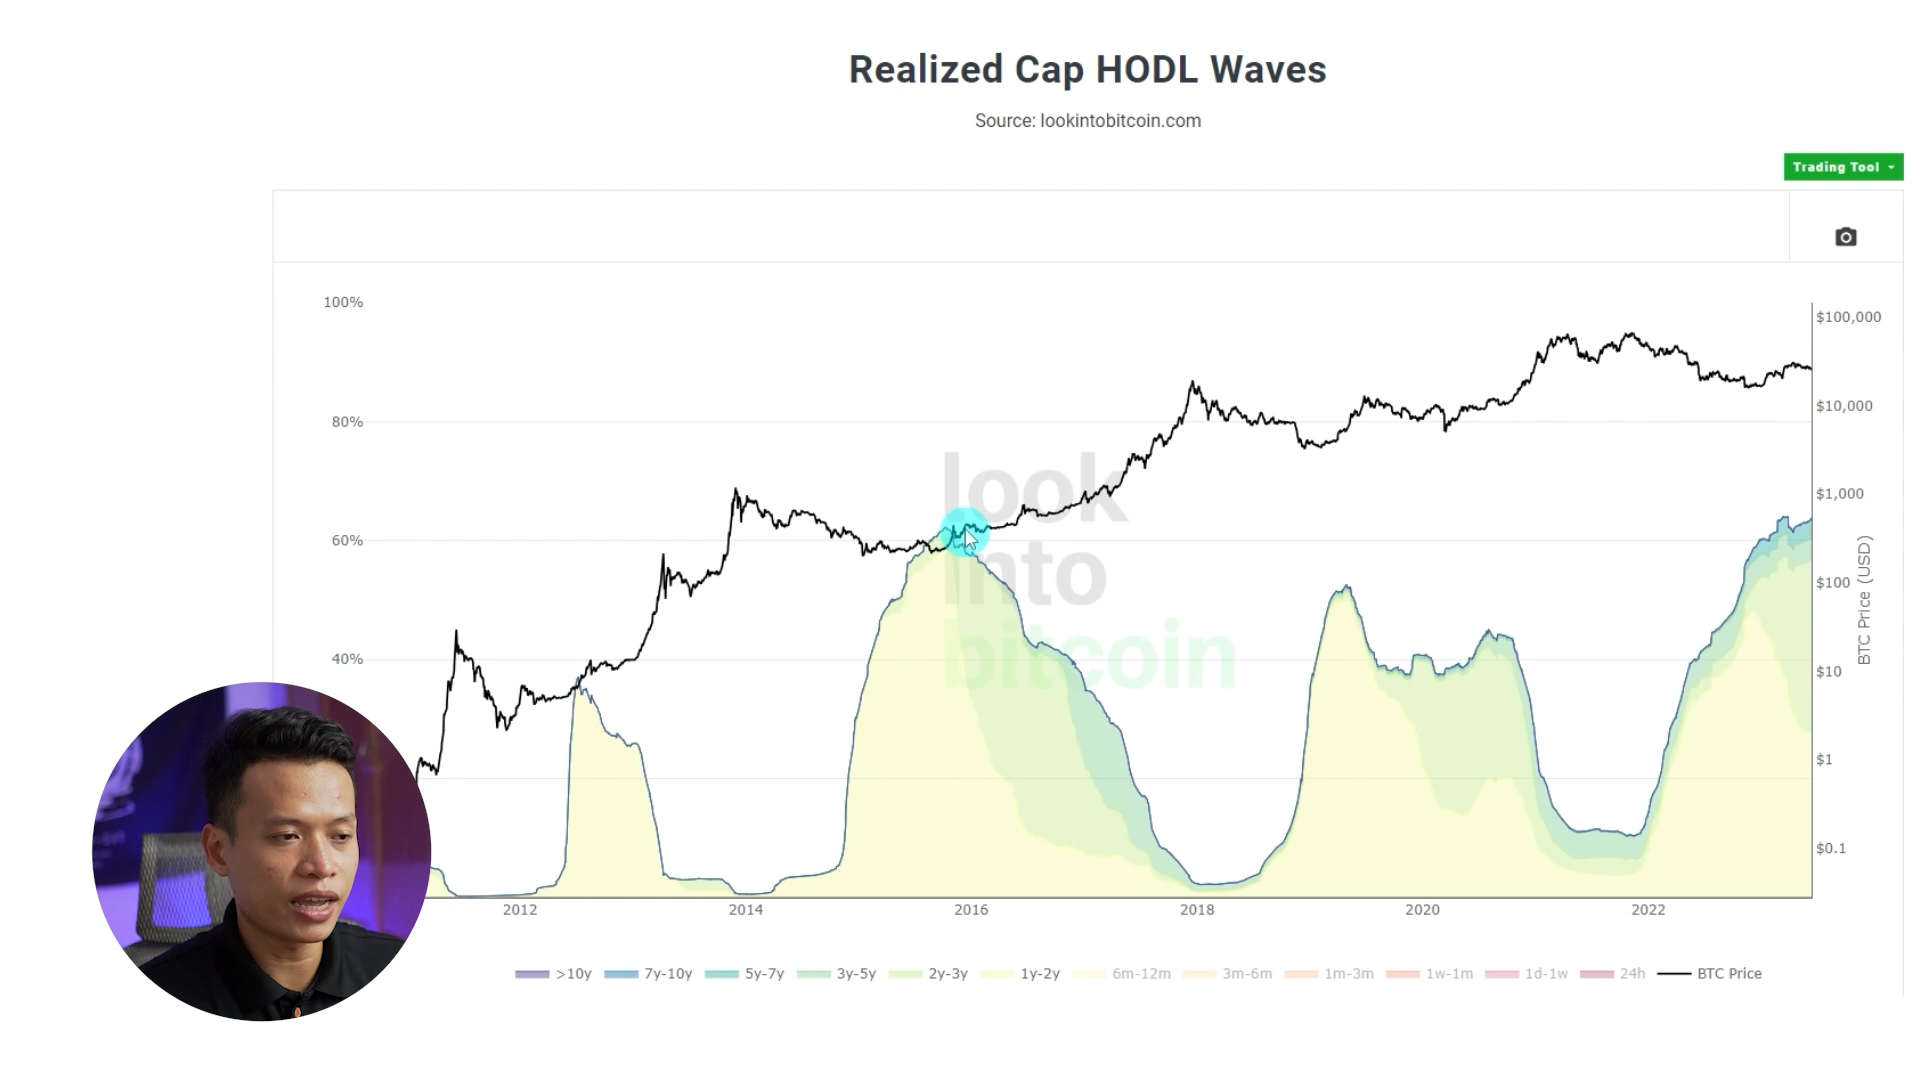 Realized Cap HODL Waves
Source: lookintobitcoin.com
Trading Tool
100%
80%
60%
40%
$100,000
$10,000
$1,000
$100
$10
$1
$0.1
BTC Price (USD)
look
into
bitcoin
2012 2014 2016 2018 2020 2022
>10y 7y-10y 5y-7y 3y-5y 2y-3y 1y-2y 6m-12m 3m-6m 1m-3m 1w-1m 1d-1w 24h BTC Price